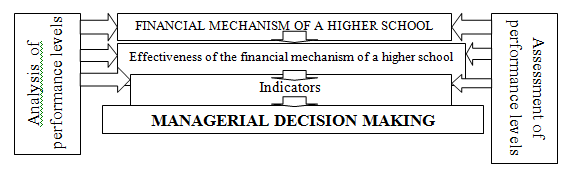 Analysis of
performance levels
FINANCIAL MECHANISM OF A HIGHER SCHOOL
Effectiveness of the financial mechanism of a higher school
Indicators
MANAGERIAL DECISION MAKING
Assessment of
performance levels